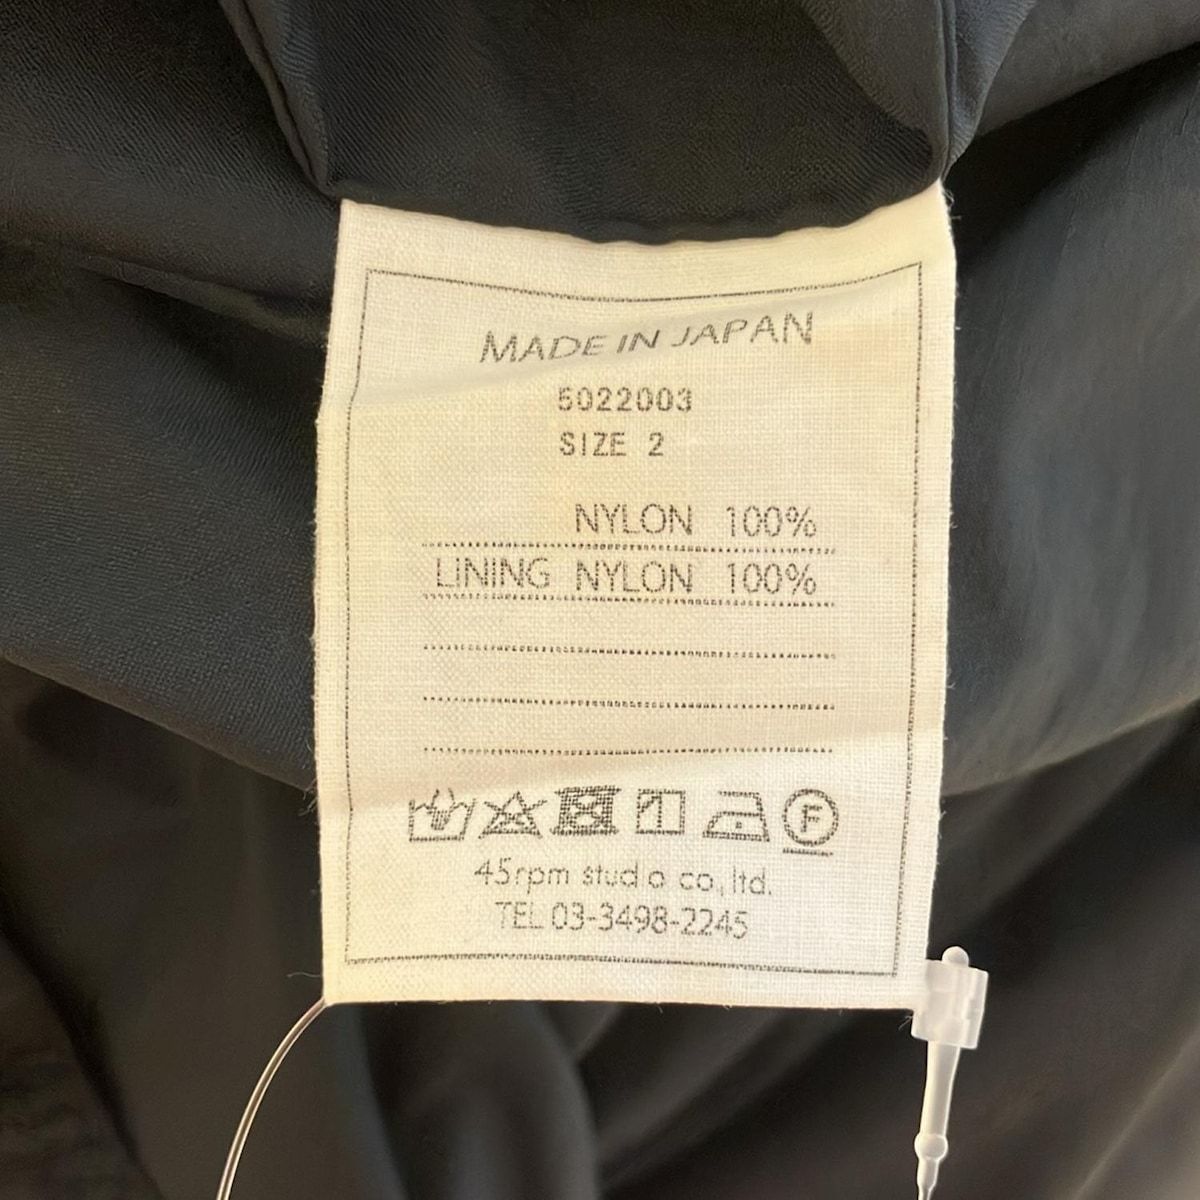 MADE IN JAPAN
5022003
SIZE 2
NYLON 100%
LINING NYLON 100%
F
45rpm studio co., ltd.
TEL 03-3498-2245